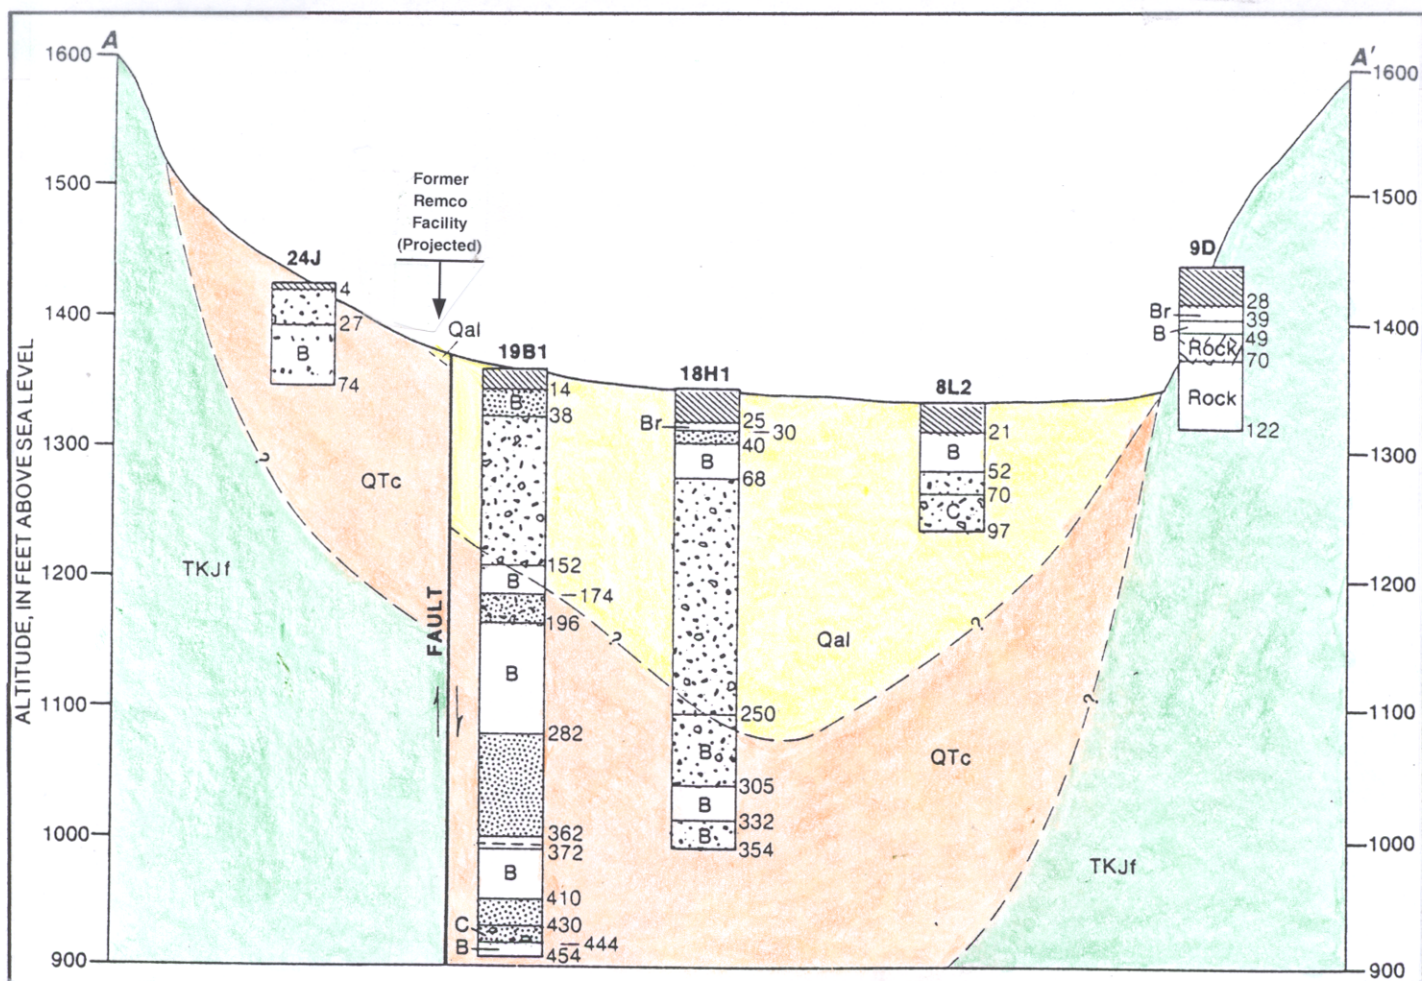 A
A'
1600
1500
1400
1300
1200
1100
1000
900
ALTITUDE, IN FEET ABOVE SEA LEVEL
Former
Remco
Facility
(Projected)
24J
4
27
B
74
Qal
19B1
14
B
38
152
B
174
196
B
282
362
372
B
410
430
C
444
B
454
18H1
25
Br
30
40
B
68
250
B
305
B
332
B
354
8L2
21
B
52
70
C
97
9D
28
Br
39
B
49
Rock
70
Rock
122
?
QTc
TKJf
FAULT
?
Qal
?
QTc
?
TKJf
1600
1500
1400
1300
1200
1100
1000
900